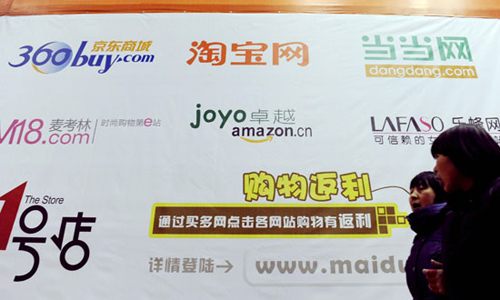 360buy.com 京东商城
淘宝网
当当网
dangdang.com
M18.com 麦考林 时尚购物第e站
joyo 卓越
amazon.cn
LAFASO 乐蜂网
可信赖的女
The Store
1号店
购物返利
通过买多网点击各网站购物有返利
详情登陆→ www.maidu